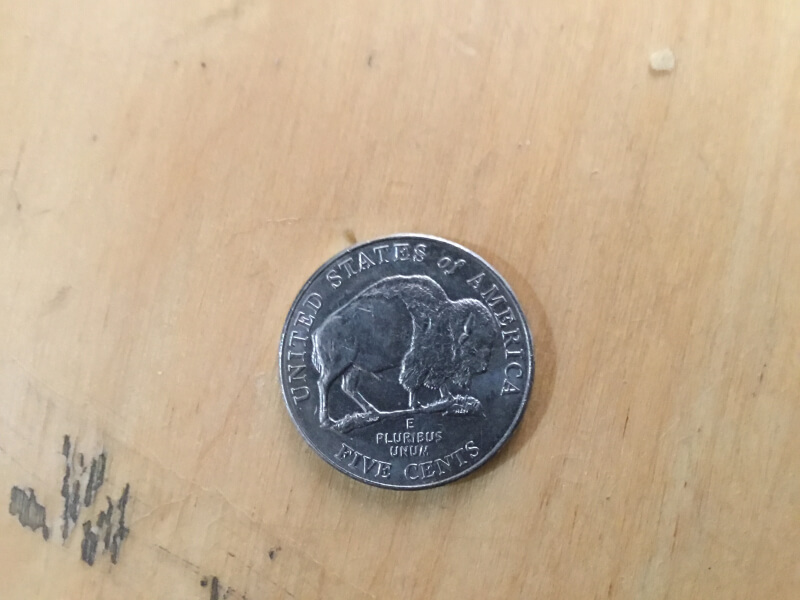 UNITED STATES of AMERICA
E
PLURIBUS
UNUM
FIVE CENTS